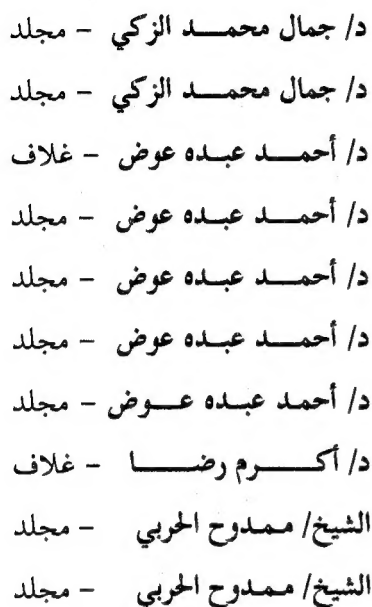 د/ جمال محمد الزكي - مجلد
د/ جمال محمد الزكي - مجلد
د/ أحمد عبده عوض - غلاف
د/ أحمد عبده عوض - مجلد
د/ أحمد عبده عوض - مجلد
د/ أحمد عبده عوض - مجلد
د/ أحمد عبده عوض - مجلد
د/ أكرم رضا - غلاف
الشيخ/ ممدوح الحربي - مجلد
الشيخ/ ممدوح الحربي - مجلد